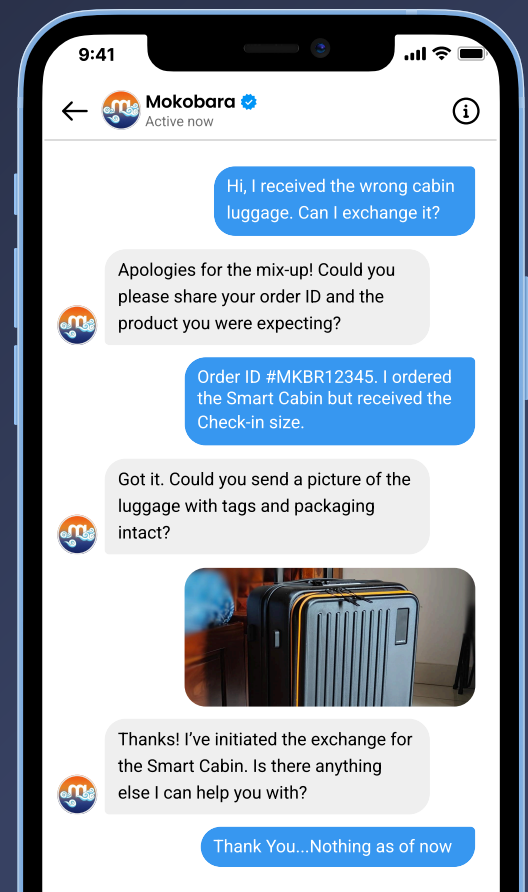 9:41
Mokobara
Active now
Hi, I received the wrong cabin
luggage. Can I exchange it?
Apologies for the mix-up! Could you
please share your order ID and the
product you were expecting?
Order ID #MKBR12345. I ordered
the Smart Cabin but received the
Check-in size.
Got it. Could you send a picture of the
luggage with tags and packaging
intact?
Thanks! I’ve initiated the exchange for
the Smart Cabin. Is there anything
else I can help you with?
Thank You...Nothing as of now